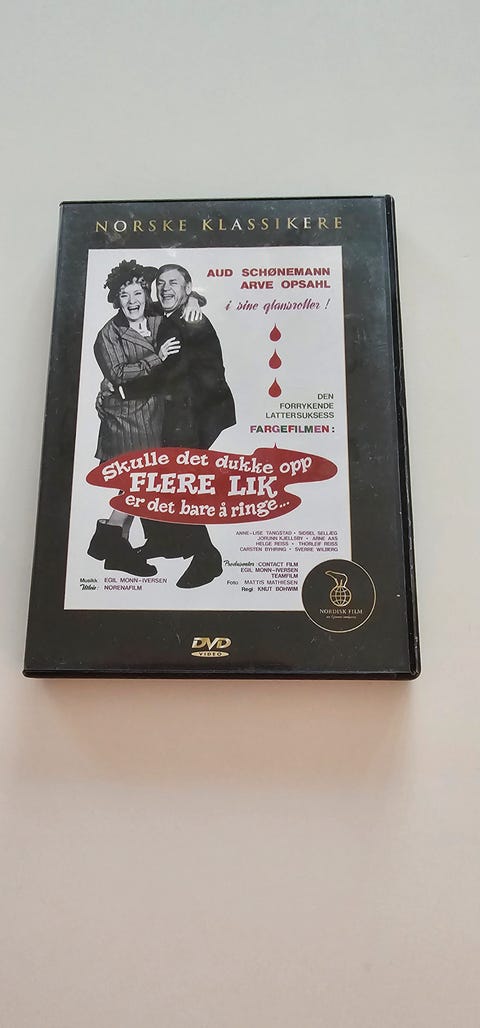 NORSKE KLASSIKERE
AUD SCHØNEMANN
ARVE OPSAHL
i sine glansroller !
DEN
FORRYKENDE
LATTERSUKSESS
FARGEFILMEN:
Skulle det dukke opp
FLERE LIK
er det bare å ringe...
ANNE-LISE TANGSTAD · SIDSEL SELLJEG
JORUNN KJELLSBY · ARNE AAS
HELGE REISS · THORLEIF REISS
CARSTEN BYHRING · SVERRE WILBERG
Produsenter: CONTACT FILM
EGIL MONN-IVERSEN
TEAMFILM
Musikk: EGIL MONN-IVERSEN
Utleie: NORENAFILM
Foto MATTIS MATHIESEN
Regi KNUT BOHWIM
NORDISK FILM
DVD
VIDEO